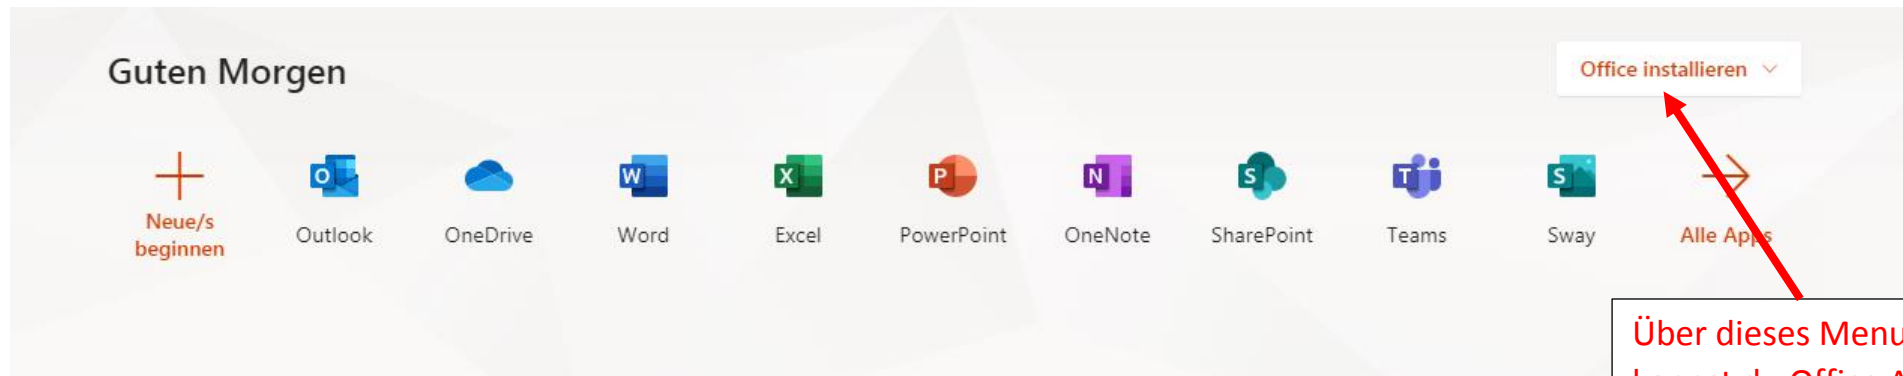 Guten Morgen
Office installieren
Neue/s
beginnen
Outlook
OneDrive
Word
Excel
PowerPoint
OneNote
SharePoint
Teams
Sway
Alle Apps
Über dieses Menu